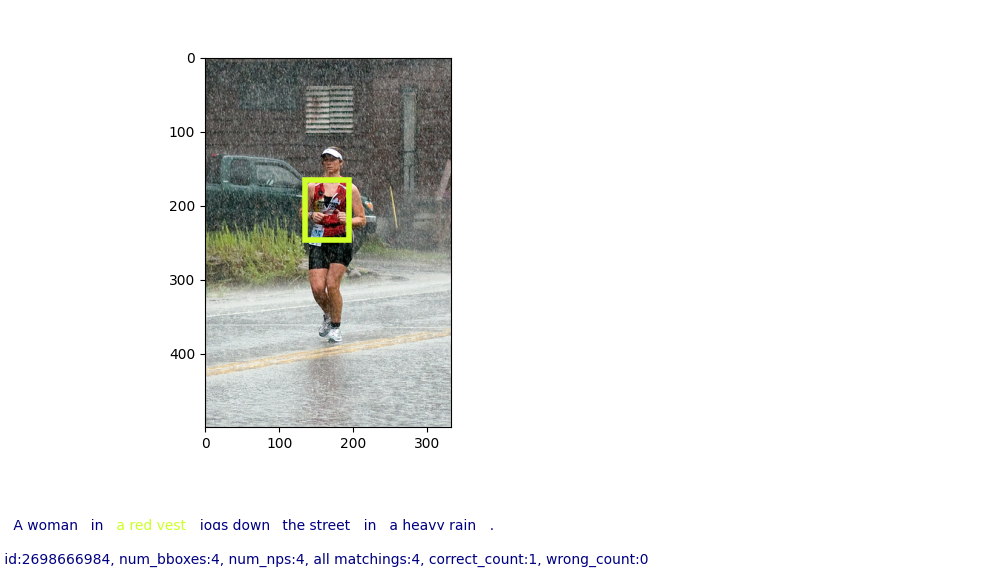 0
100
200
300
400
0 100 200 300
A woman in a red vest jogs down the street in a heavy rain .
id:2698666984, num_bboxes:4, num_nps:4, all matchings:4, correct_count:1, wrong_count:0